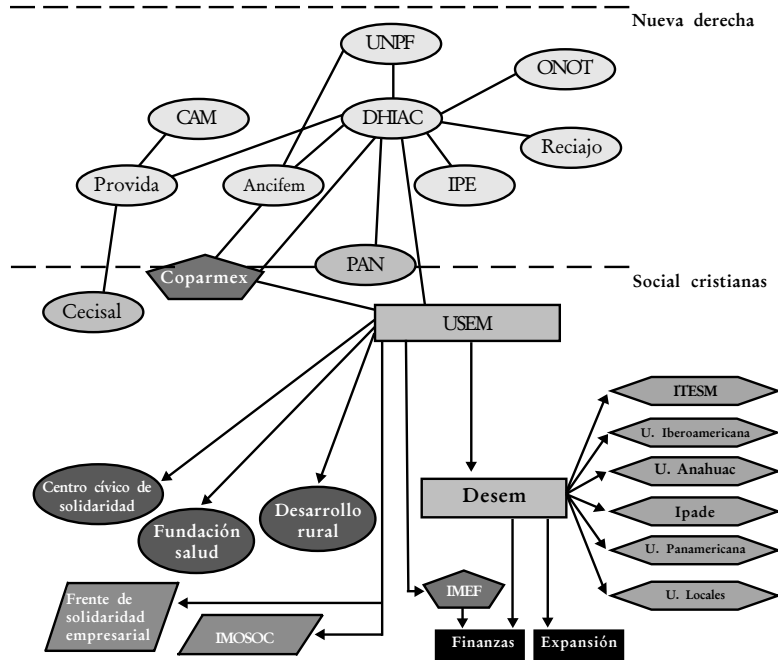 Nueva derecha
UNPF
ONOT
CAM
DHIAC
Reciajo
Provida
Ancifem
IPE
PAN
Coparmex
Social cristianas
Cecisal
USEM
ITESM
U. Iberoamericana
U. Anahuac
Centro cívico de
solidaridad
Desem
Ipade
Desarrollo
rural
Fundación
salud
U. Panamericana
IMEF
U. Locales
Frente de
solidaridad
empresarial
IMOSOC
Finanzas
Expansión